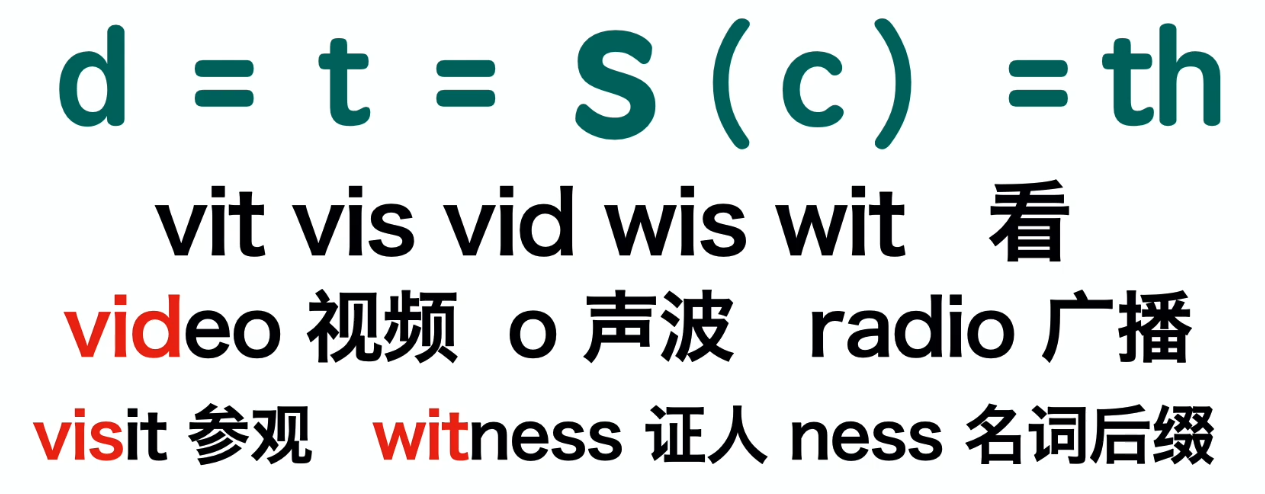 d = t = s (c) = th
vit vis vid wis wit 看
video 视频 o 声波 radio 广播
visit 参观 witness 证人 ness 名词后缀